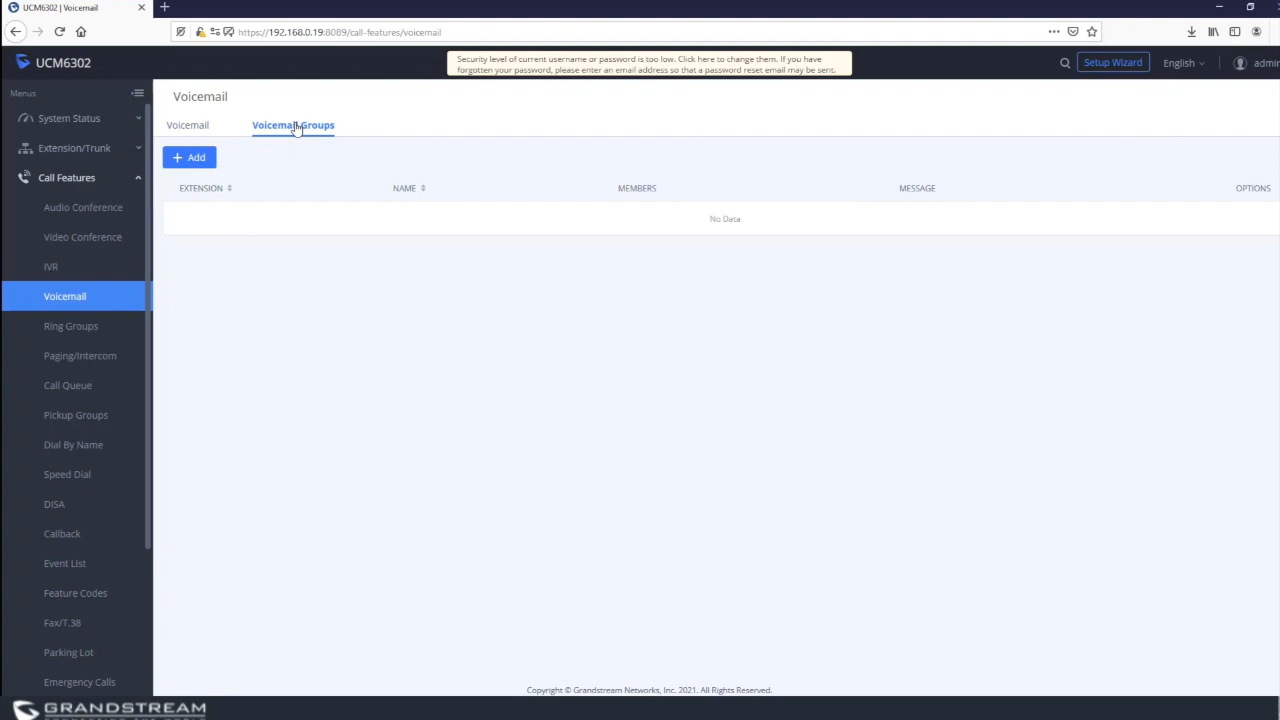 UCM6302 | Voicemail
https://192.168.0.19:8089/call-features/voicemail
UCM6302
Security level of current username or password is too low. Click here to change them. If you have
forgotten your password, please enter an email address so that a password reset email may be sent.
Setup Wizard
English
admin
Menus
System Status
Extension/Trunk
Call Features
Audio Conference
Video Conference
IVR
Voicemail
Ring Groups
Paging/Intercom
Call Queue
Pickup Groups
Dial By Name
Speed Dial
DISA
Callback
Event List
Feature Codes
Fax/T.38
Parking Lot
Emergency Calls
Voicemail
Voicemail Voicemail Groups
+ Add
EXTENSION NAME MEMBERS MESSAGE OPTIONS
No Data
Copyright © Grandstream Networks, Inc. 2021. All Rights Reserved.
GRANDSTREAM